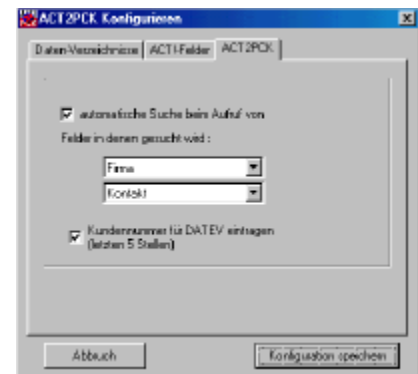 ACT2PCK Konfigurieren
Daten-Verzeichnisse ACT!-Felder ACT2PCK
automatische Suche beim Aufruf von
Felder in denen gesucht wird :
Firma
Kontakt
Kundennummer für DATEV eintragen
(letzten 5 Stellen)
Abbruch Konfiguration speichern